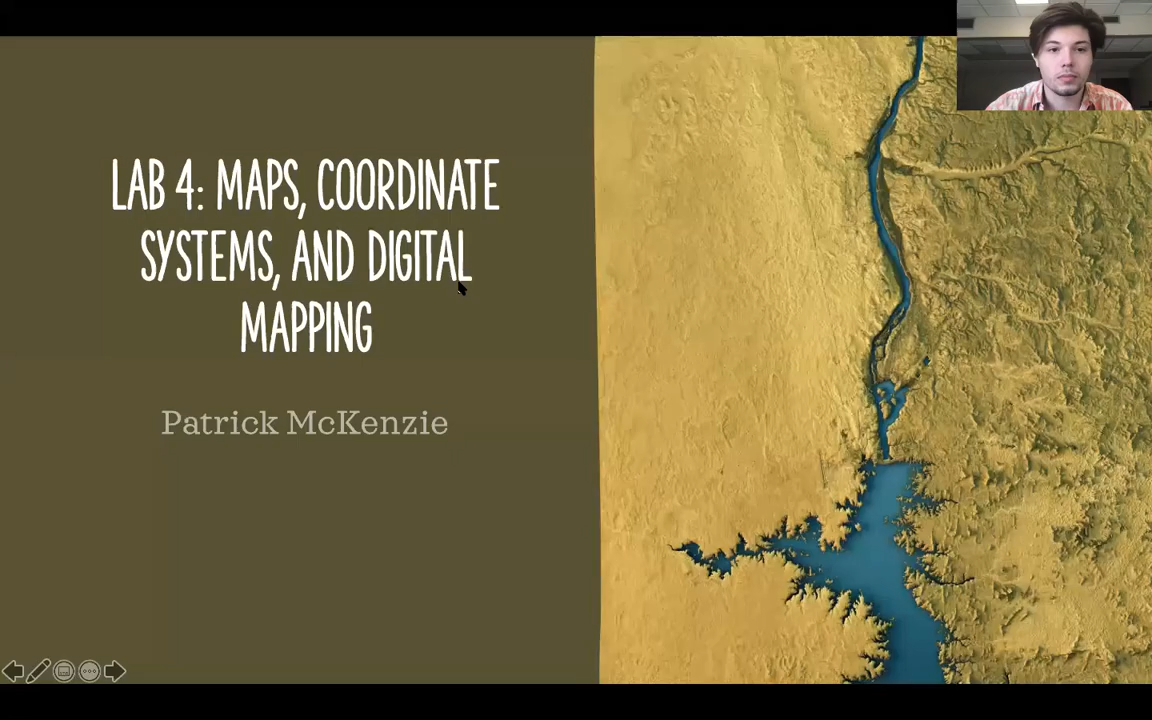 LAB 4: MAPS, COORDINATE
SYSTEMS, AND DIGITAL
MAPPING
Patrick McKenzie